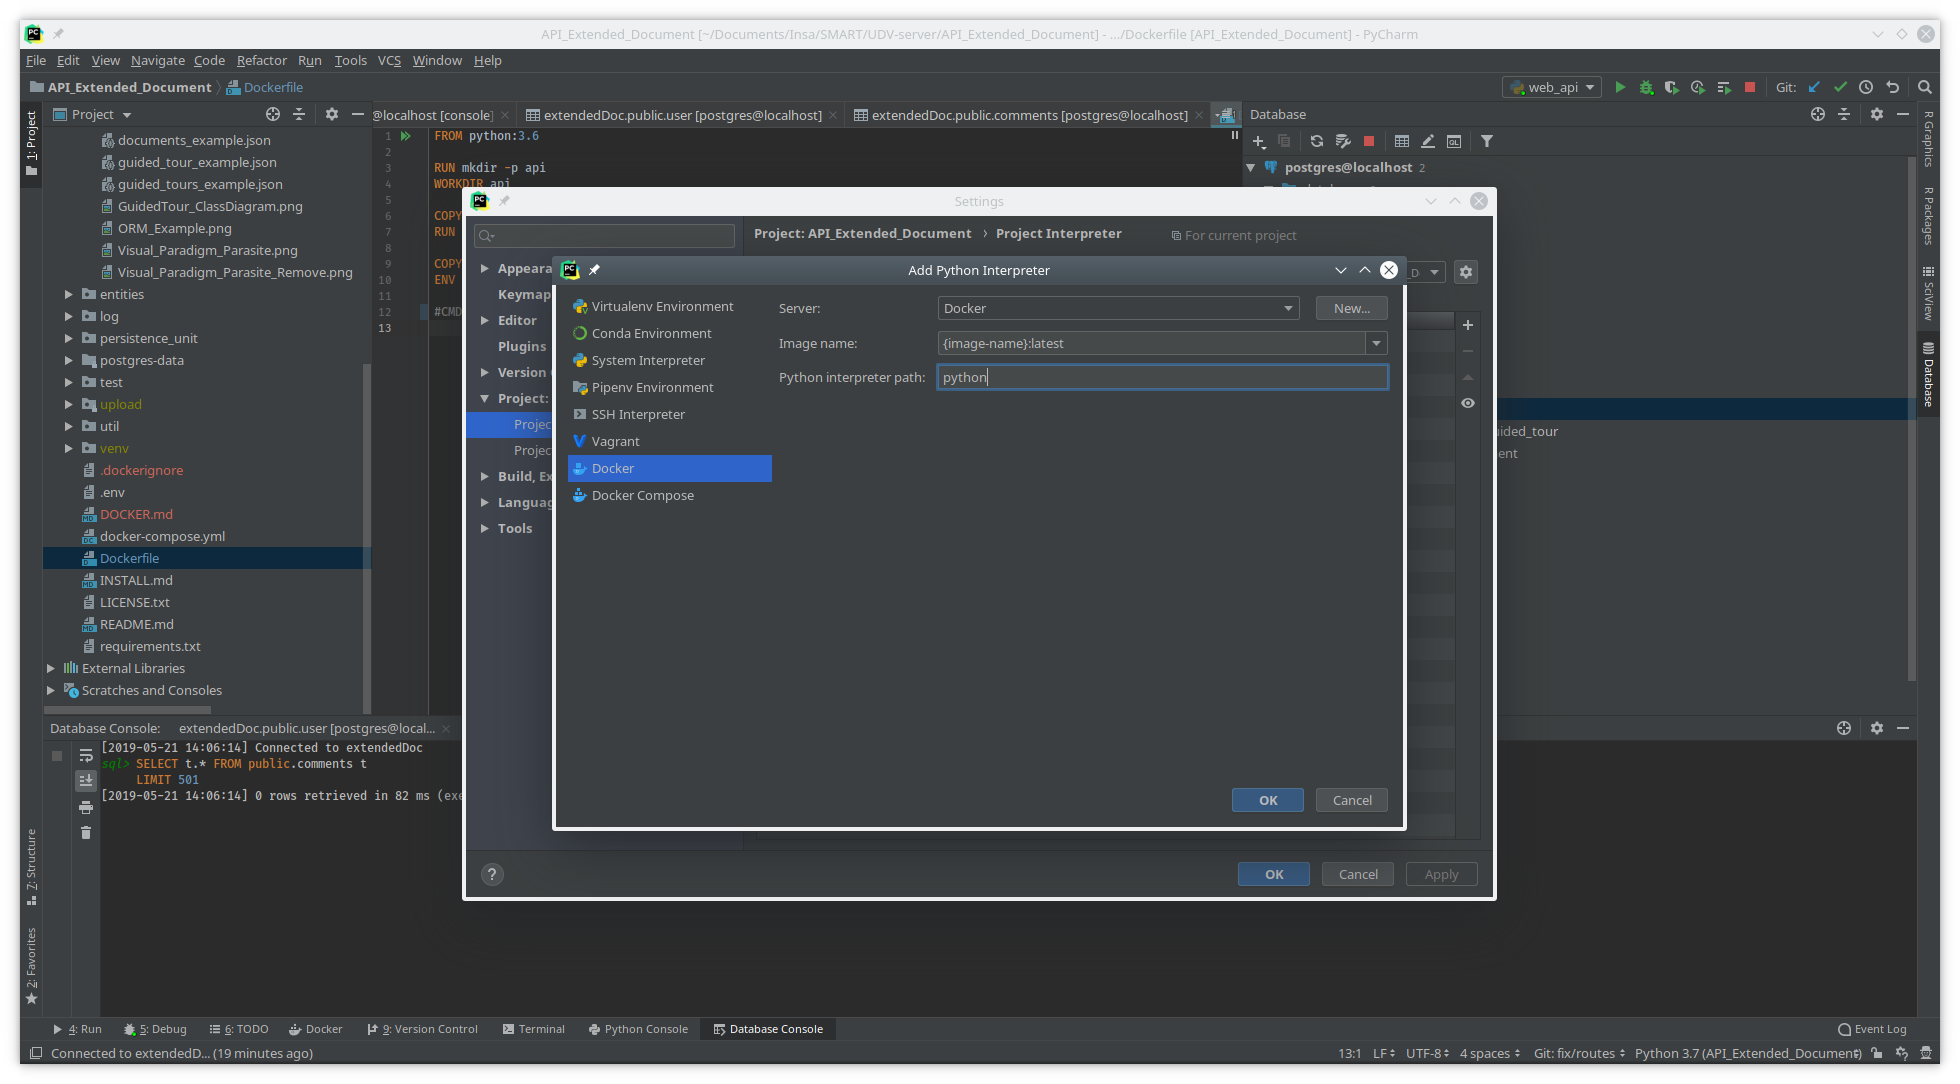 API_Extended_Document [~/Documents/Insa/SMART/UDV-server/API_Extended_Document] - .../Dockerfile [API_Extended_Document] - PyCharm
File Edit View Navigate Code Refactor Run Tools VCS Window Help
API_Extended_Document Dockerfile
web_api Git:
1: Project
Project
documents_example.json
guided_tour_example.json
guided_tours_example.json
GuidedTour_ClassDiagram.png
ORM_Example.png
Visual_Paradigm_Parasite.png
Visual_Paradigm_Parasite_Remove.png
entities
log
persistence_unit
postgres-data
test
upload
util
venv
.dockerignore
.env
DOCKER.md
docker-compose.yml
Dockerfile
INSTALL.md
LICENSE.txt
README.md
requirements.txt
External Libraries
Scratches and Consoles
@localhost [console] extendedDoc.public.user [postgres@localhost] extendedDoc.public.comments [postgres@localhost]
1 FROM python:3.6
2
3 RUN mkdir -p api
4 WORKDIR api
5
6 COPY
7 RUN
8
9 COPY
10 ENV
11
12 #CMD
13
Database
postgres@localhost 2
ided_tour
ent
R Graphics
R Packages
SciView
Database
Settings
Project: API_Extended_Document › Project Interpreter For current project
Appeara
Keymap
Editor
Plugins
Version
Project:
Projec
Projec
Build, Ex
Languag
Tools
Add Python Interpreter
Virtualenv Environment
Conda Environment
System Interpreter
Pipenv Environment
SSH Interpreter
Vagrant
Docker
Docker Compose
Server: Docker New...
Image name: {image-name}:latest
Python interpreter path: python
OK Cancel
? OK Cancel Apply
Database Console: extendedDoc.public.user [postgres@local...
[2019-05-21 14:06:14] Connected to extendedDoc
sql> SELECT t.* FROM public.comments t
LIMIT 501
[2019-05-21 14:06:14] 0 rows retrieved in 82 ms (exe
7: Structure
2: Favorites
4: Run 5: Debug 6: TODO Docker 9: Version Control Terminal Python Console Database Console Event Log
Connected to extendedD... (19 minutes ago) 13:1 LF UTF-8 4 spaces Git: fix/routes Python 3.7 (API_Extended_Document)